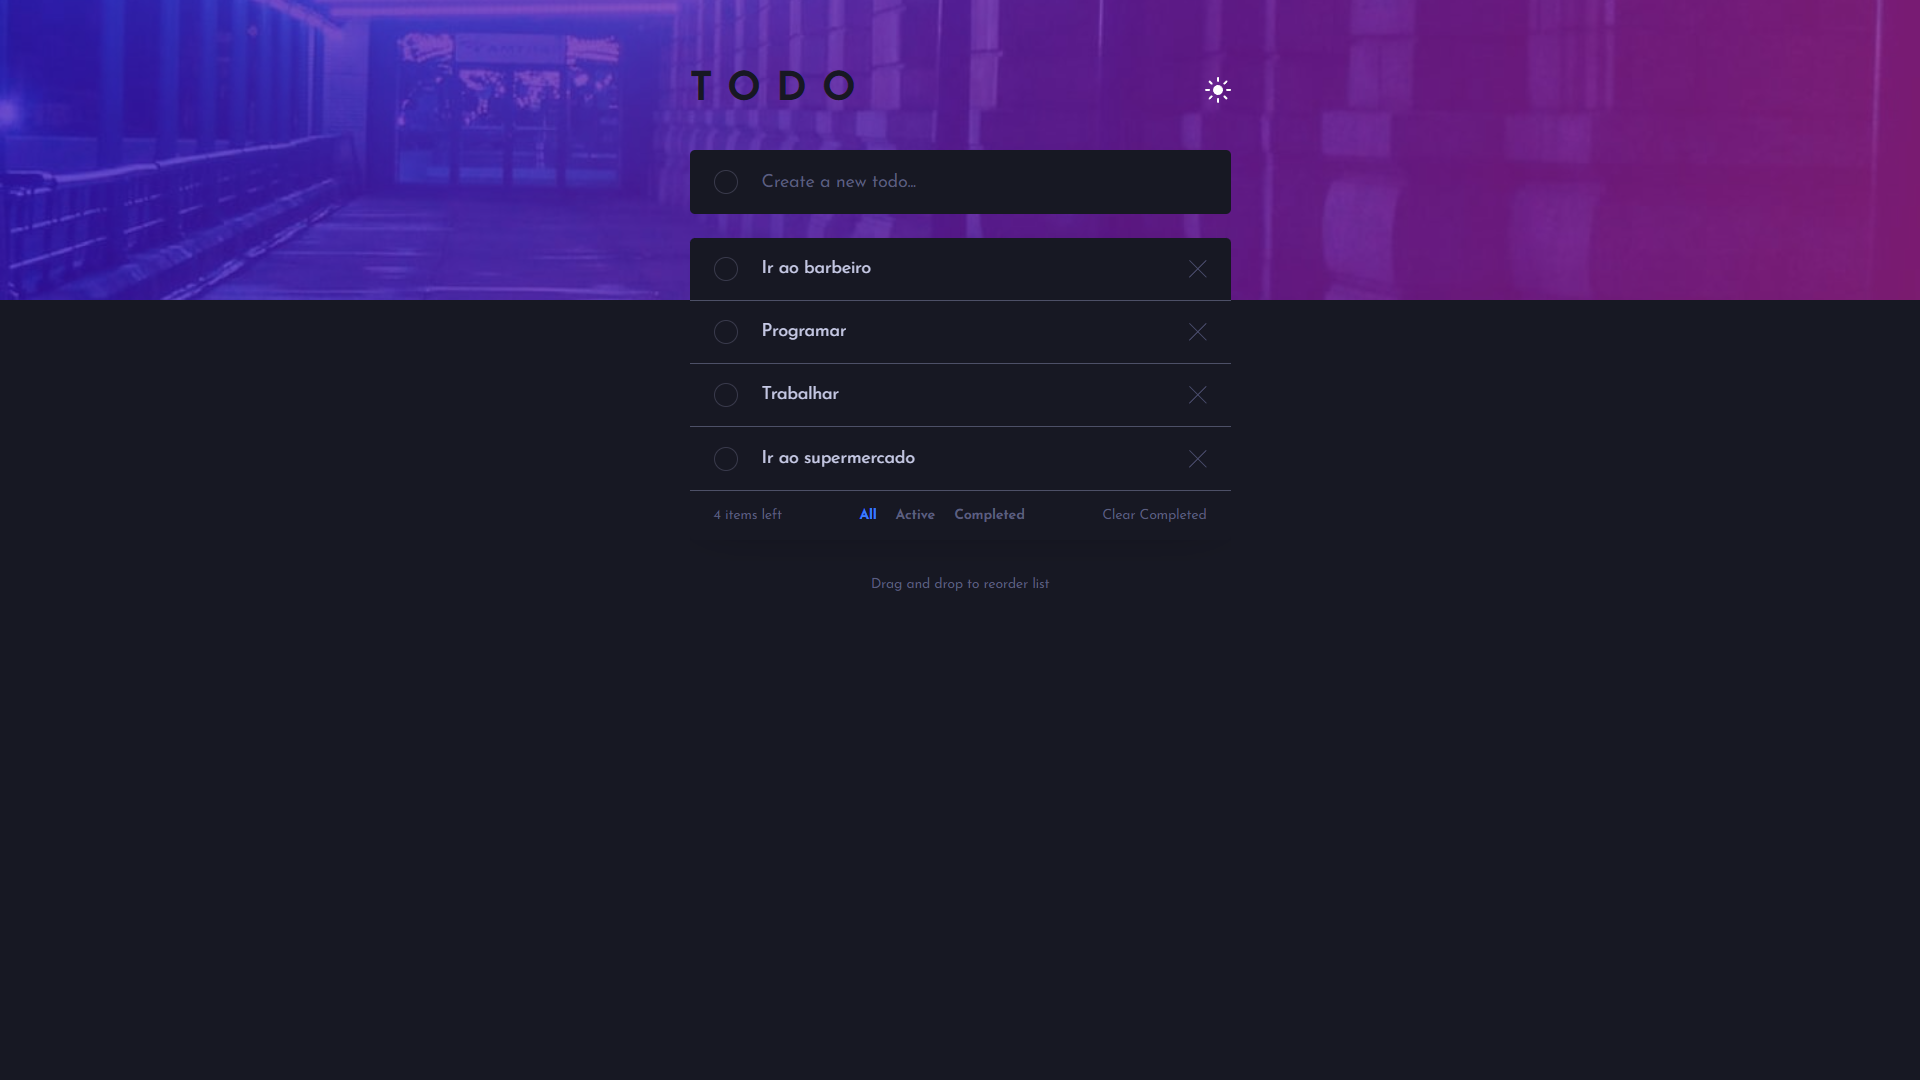 TODO
Create a new todo...
Ir ao barbeiro
Programar
Trabalhar
Ir ao supermercado
4 items left All Active Completed Clear Completed
Drag and drop to reorder list